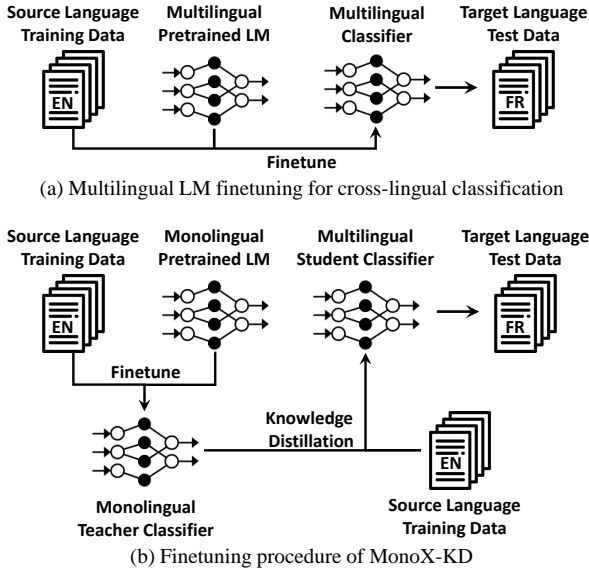 Source Language
Training Data
Multilingual
Pretrained LM
Multilingual
Classifier
Target Language
Test Data
EN
FR
Finetune
(a) Multilingual LM finetuning for cross-lingual classification
Source Language
Training Data
Monolingual
Pretrained LM
Multilingual
Student Classifier
Target Language
Test Data
EN
FR
Finetune
Knowledge
Distillation
EN
Monolingual
Teacher Classifier
Source Language
Training Data
(b) Finetuning procedure of MonoX-KD